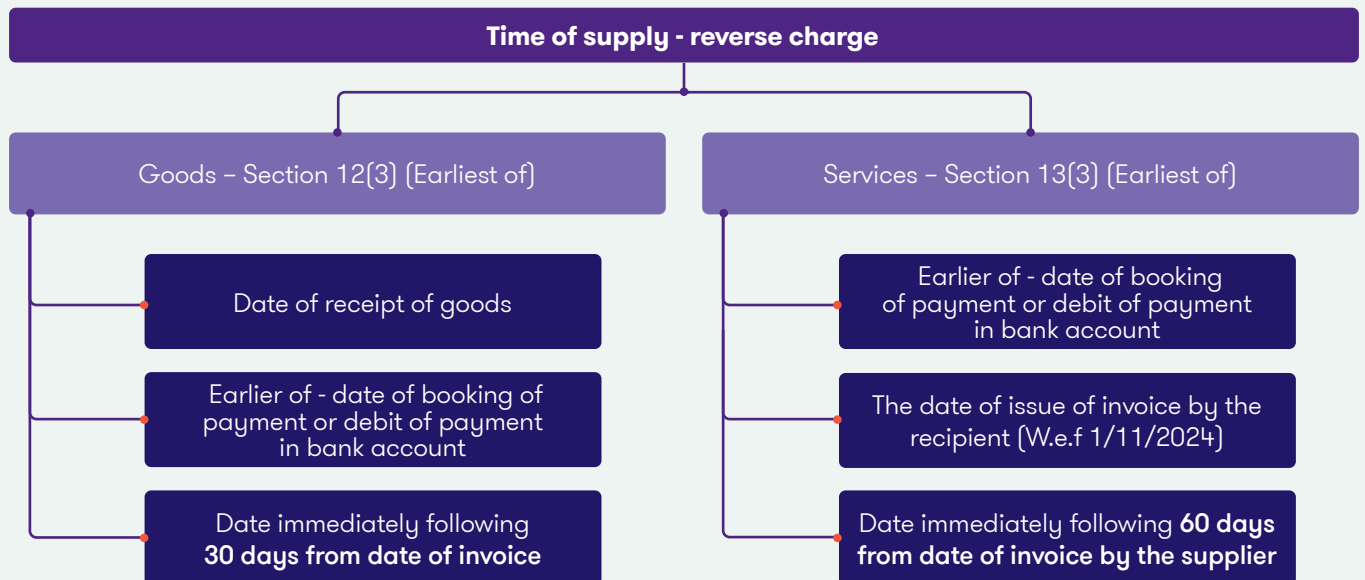 Time of supply - reverse charge
Goods – Section 12(3) (Earliest of)
Date of receipt of goods
Earlier of - date of booking of
payment or debit of payment
in bank account
Date immediately following
30 days from date of invoice
Services – Section 13(3) (Earliest of)
Earlier of - date of booking
of payment or debit of payment
in bank account
The date of issue of invoice by the
recipient (W.e.f 1/11/2024)
Date immediately following 60 days
from date of invoice by the supplier